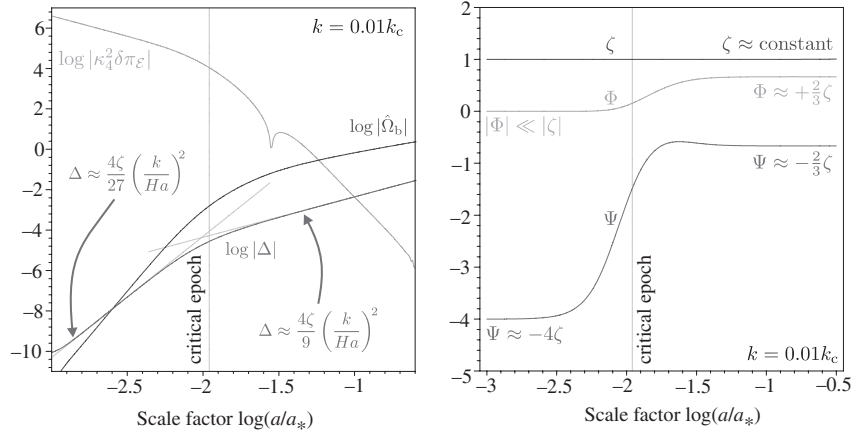 6
4
2
0
−2
−4
−6
−8
−10
k = 0.01k_c
log |κ_4^2 δπ_ℰ|
log |Ω̂_b|
Δ ≈ 4ζ/27 (k/Ha)^2
log |Δ|
critical epoch
Δ ≈ 4ζ/9 (k/Ha)^2
−2.5 −2 −1.5 −1
Scale factor log(a/a_*)
2
1
0
−1
−2
−3
−4
−5
ζ
ζ ≈ constant
Φ
Φ ≈ +2/3 ζ
|Φ| ≪ |ζ|
Ψ ≈ −2/3 ζ
Ψ
critical epoch
Ψ ≈ −4ζ
k = 0.01k_c
−3 −2.5 −2 −1.5 −1 −0.5
Scale factor log(a/a_*)